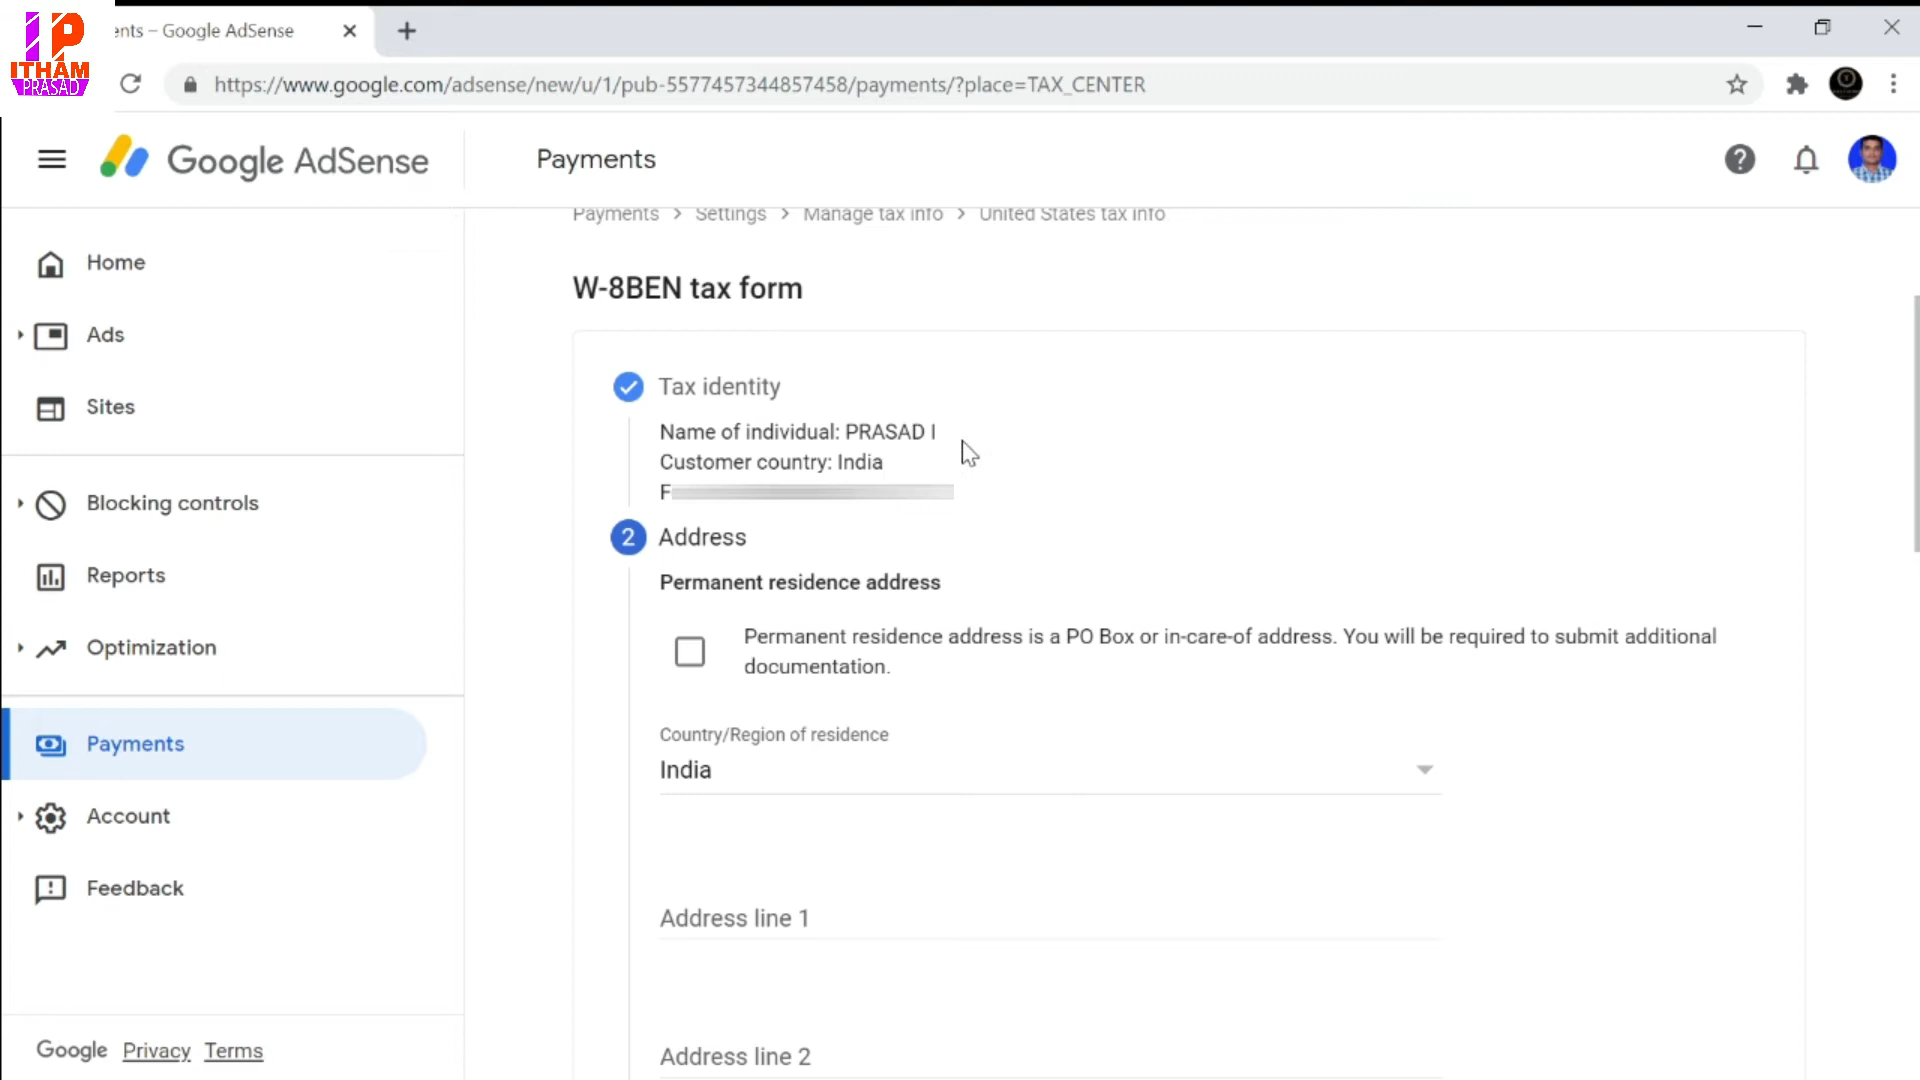 IP
ITHAM
PRASAD
ents – Google AdSense
https://www.google.com/adsense/new/u/1/pub-5577457344857458/payments/?place=TAX_CENTER
Google AdSense
Payments
Payments > Settings > Manage tax info > United States tax info
Home
Ads
Sites
Blocking controls
Reports
Optimization
Payments
Account
Feedback
Google Privacy Terms
W-8BEN tax form
Tax identity
Name of individual: PRASAD I
Customer country: India
F
2 Address
Permanent residence address
Permanent residence address is a PO Box or in-care-of address. You will be required to submit additional
documentation.
Country/Region of residence
India
Address line 1
Address line 2